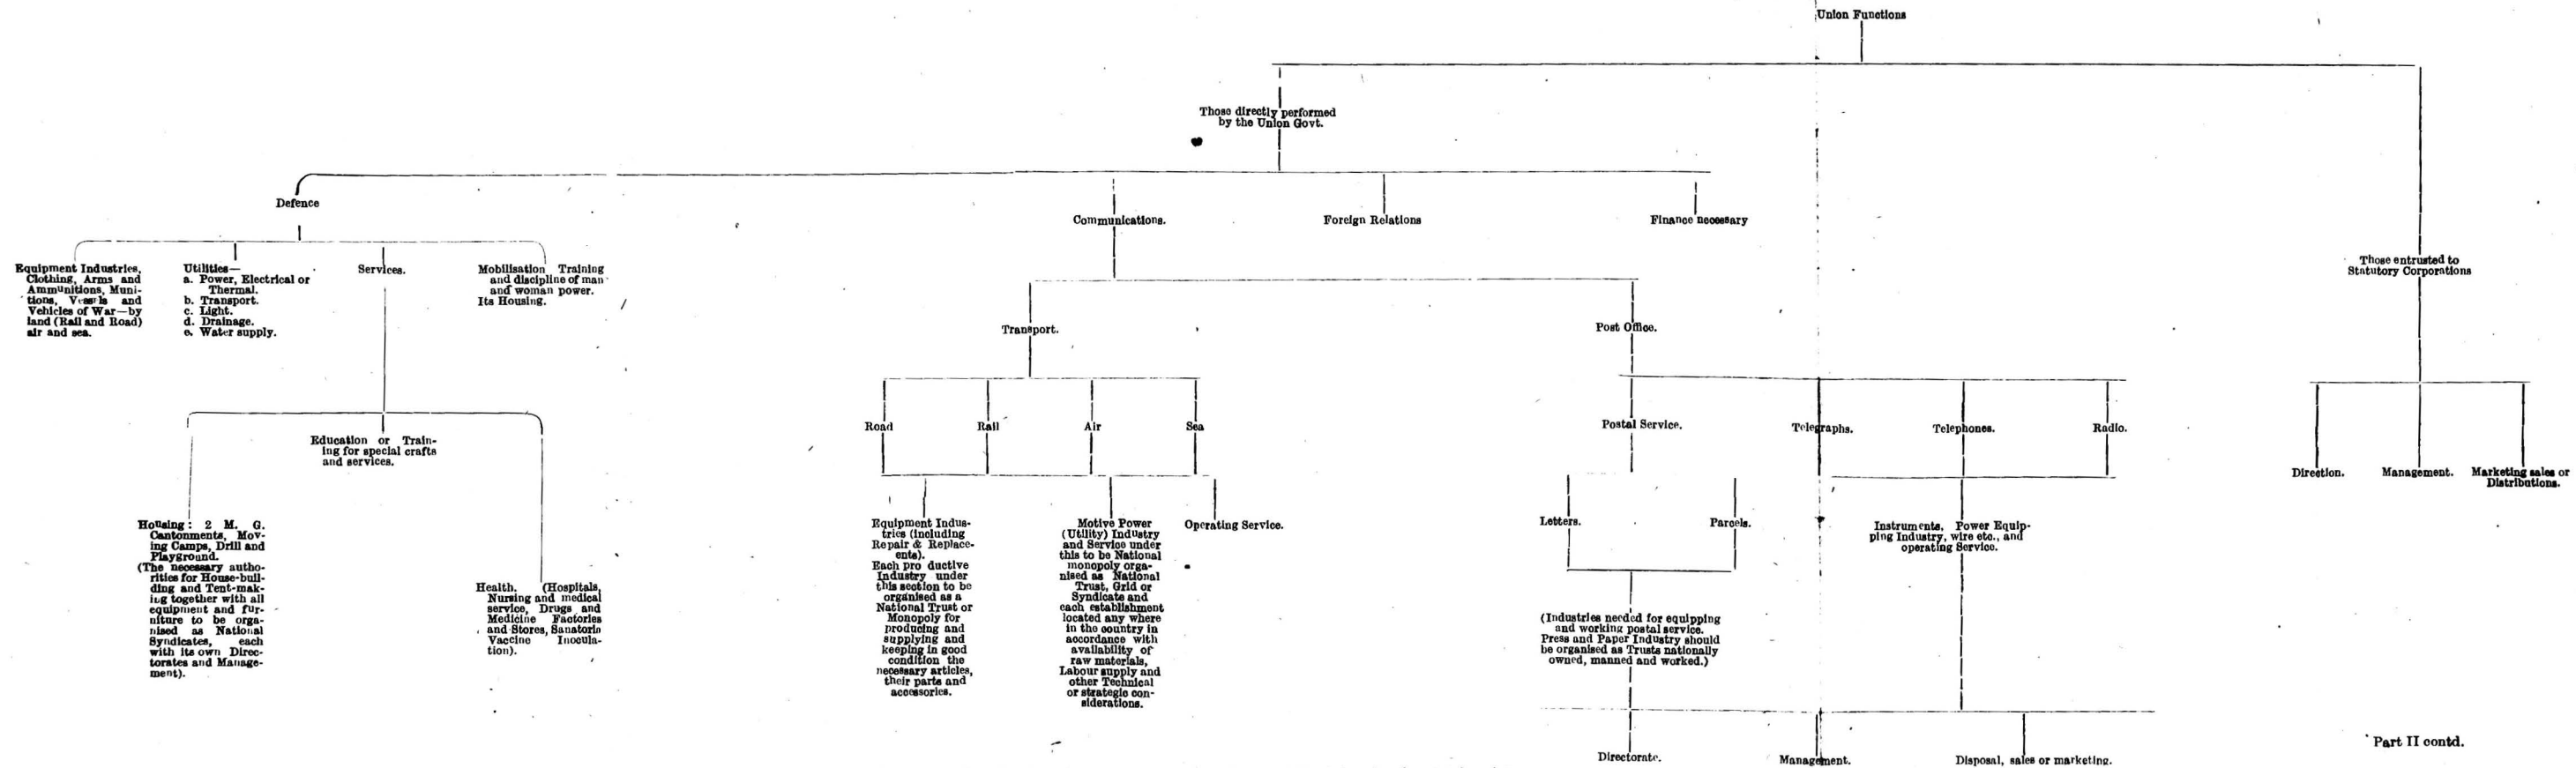 Union Functions
Those directly performed
by the Union Govt.
Defence
Communications.
Foreign Relations
Finance necessary
Those entrusted to
Statutory Corporations
Equipment Industries,
Clothing, Arms and
Ammunitions, Muni-
tions, Vessels and
Vehicles of War—by
land (Rail and Road)
air and sea.
Utilities—
a. Power, Electrical or
Thermal.
b. Transport.
c. Light.
d. Drainage.
e. Water supply.
Services.
Mobilisation Training
and discipline of man
and woman power.
Its Housing.
Transport.
Post Office.
Road
Rail
Air
Sea
Postal Service.
Telegraphs.
Telephones.
Radio.
Education or Train-
ing for special crafts
and services.
Direction.
Management.
Marketing sales or
Distributions.
Housing: 2 M. G.
Cantonments, Mov-
ing Camps, Drill and
Playground.
(The necessary autho-
rities for House-buil-
ding and Tent-mak-
ing together with all
equipment and fur-
niture to be orga-
nised as National
Syndicates, each
with its own Direc-
torates and Manage-
ment).
Health. (Hospitals,
Nursing and medical
service, Drugs and
Medicine Factories
and Stores, Sanatoria
Vaccine Inocula-
tion).
Equipment Indus-
tries (including
Repair & Replace-
ents).
Each pro ductive
Industry under
this section to be
organised as a
National Trust or
Monopoly for
producing and
supplying and
keeping in good
condition the
necessary articles,
their parts and
accessories.
Motive Power
(Utility) Industry
and Service under
this to be National
monopoly orga-
nised as National
Trust, Grid or
Syndicate and
each establishment
located any where
in the country in
accordance with
availability of
raw materials,
Labour supply and
other Technical
or strategic con-
siderations.
Operating Service.
Letters.
Parcels.
Instruments, Power Equip-
ping Industry, wire etc., and
operating Service.
(Industries needed for equipping
and working postal service.
Press and Paper Industry should
be organised as Trusts nationally
owned, manned and worked.)
Directorate.
Management.
Disposal, sales or marketing.
Part II contd.